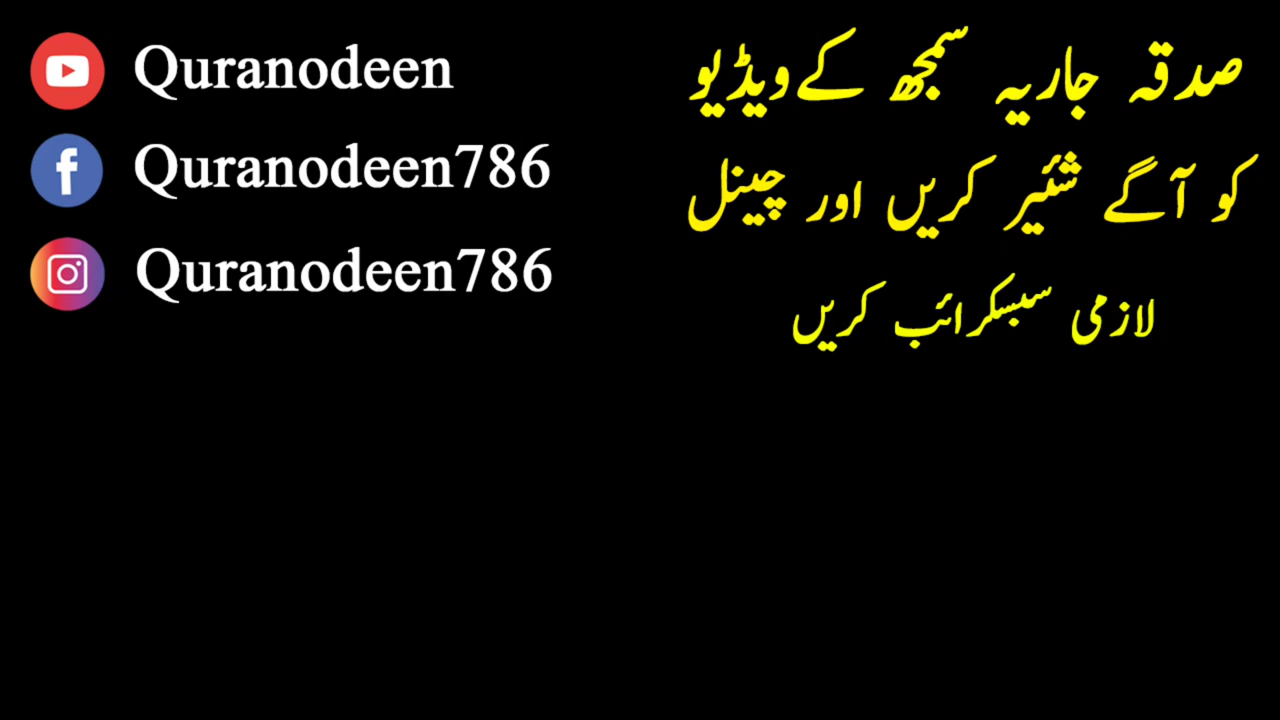 Quranodeen
Quranodeen786
Quranodeen786
صدقہ جاریہ سمجھ کے ویڈیو
کو آگے شئیر کریں اور چینل
لازمی سبسکرائب کریں